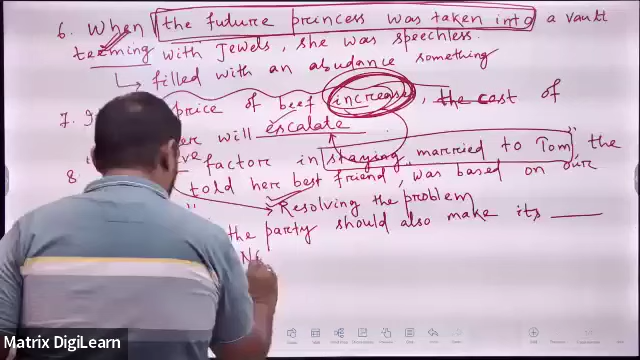 6. When the future princess was taken into a vault
teeming with Jewels, she was speechless.
filled with an abudance something
7. price of beef increase, the cost of
will escalate
8. factor in staying married to Tom", the
told here best friend, was based on our
Resolving the problem
the party should also make its
Matrix DigiLearn